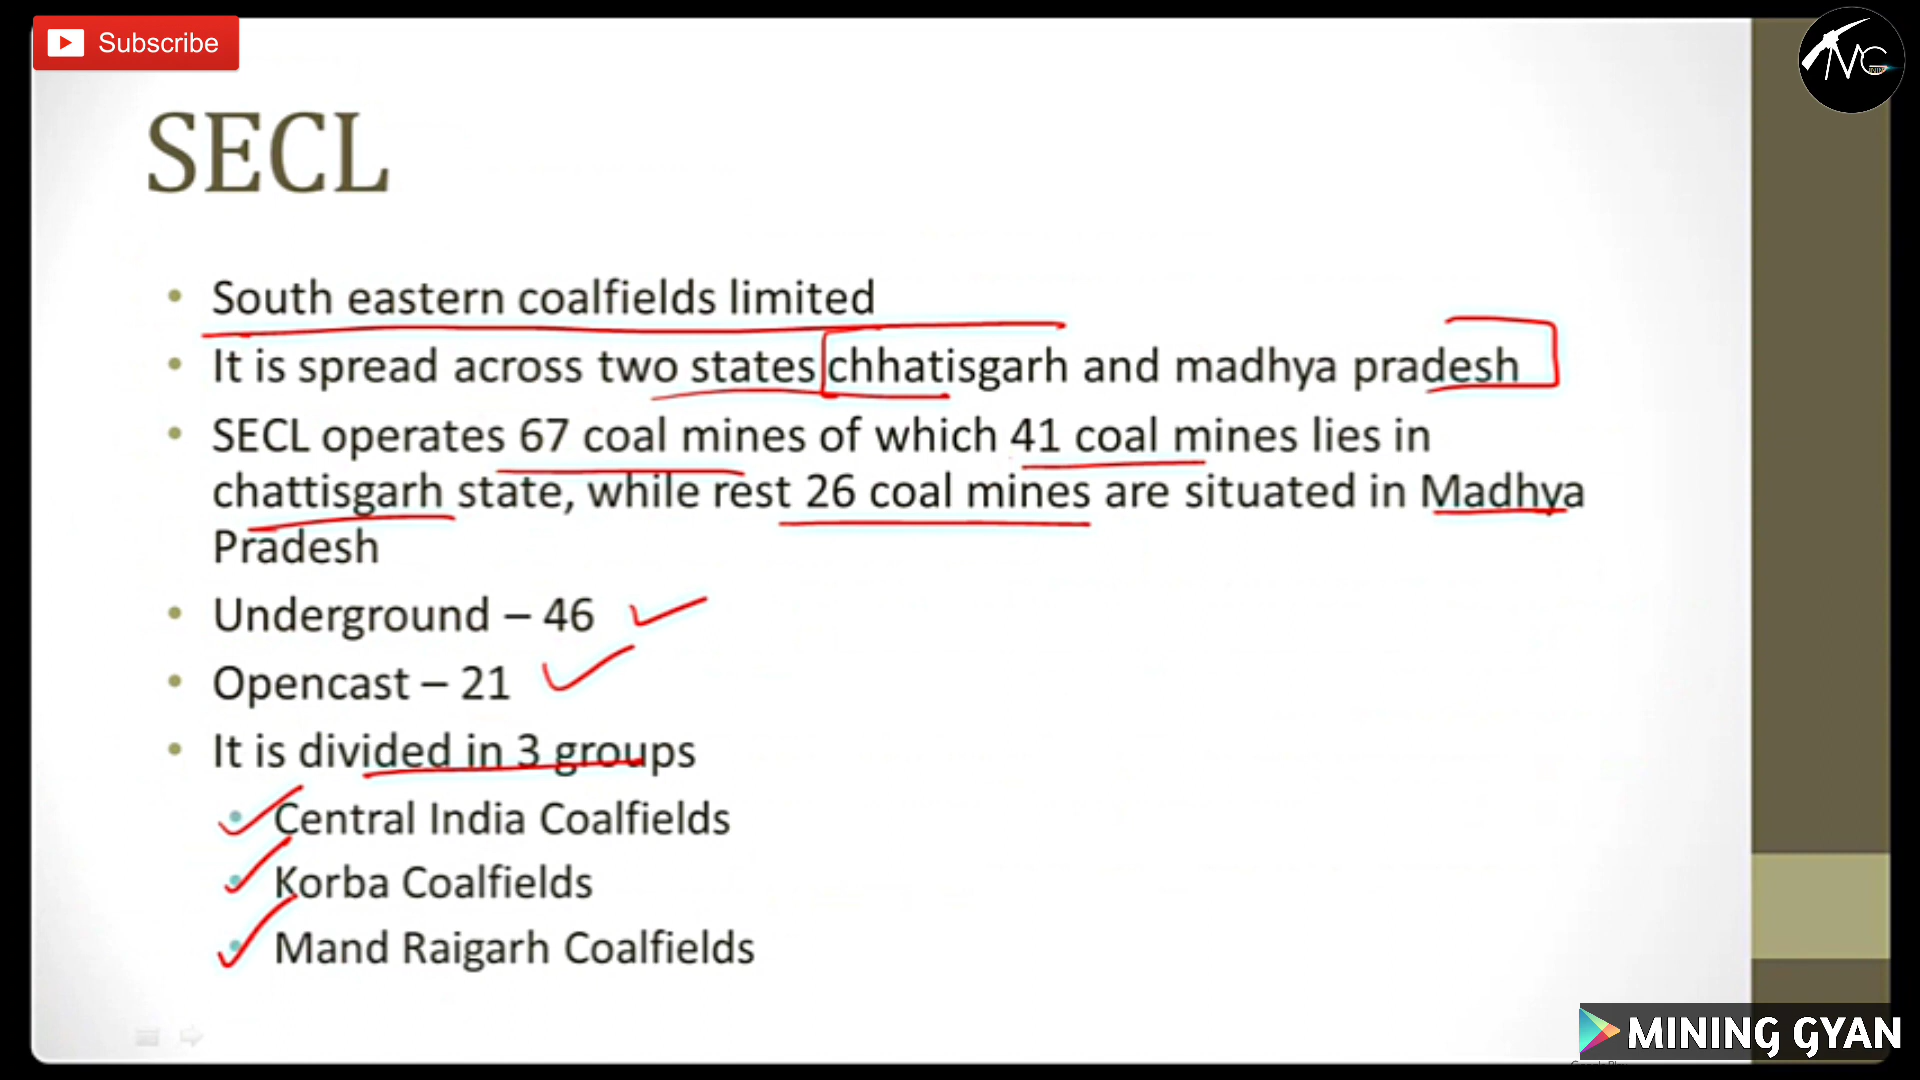 Subscribe
SECL
South eastern coalfields limited
It is spread across two states chhatisgarh and madhya pradesh
SECL operates 67 coal mines of which 41 coal mines lies in
chattisgarh state, while rest 26 coal mines are situated in Madhya
Pradesh
Underground – 46
Opencast – 21
It is divided in 3 groups
Central India Coalfields
Korba Coalfields
Mand Raigarh Coalfields
MINING GYAN